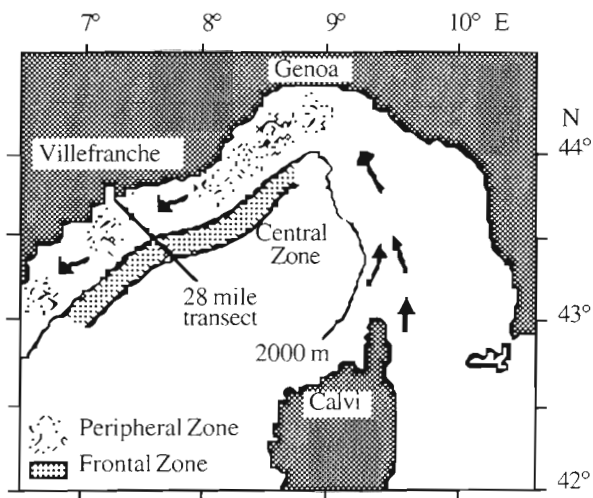 7° 8° 9° 10° E
Genoa
N
Villefranche
44°
Central
Zone
28 mile
transect
43°
2000 m
Calvi
Peripheral Zone
Frontal Zone
42°